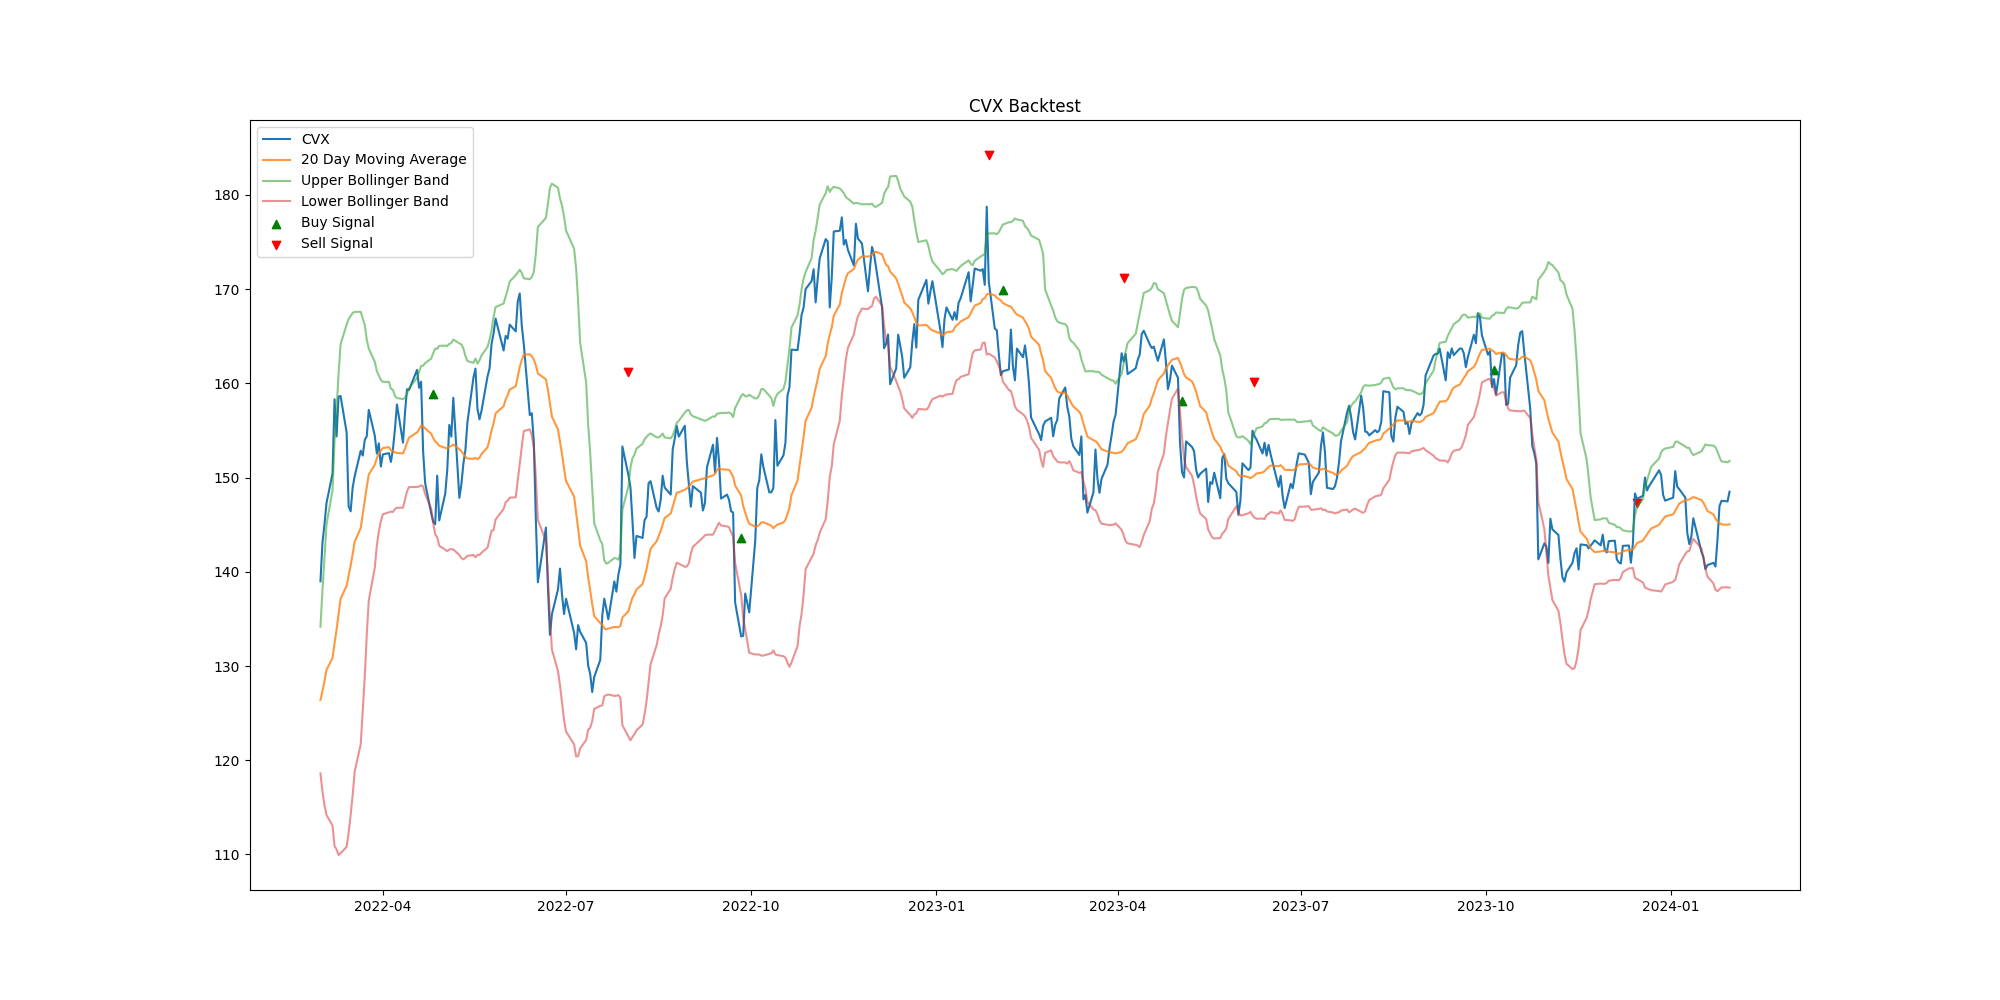 CVX Backtest
CVX
20 Day Moving Average
Upper Bollinger Band
Lower Bollinger Band
Buy Signal
Sell Signal
180
170
160
150
140
130
120
110
2022-04 2022-07 2022-10 2023-01 2023-04 2023-07 2023-10 2024-01